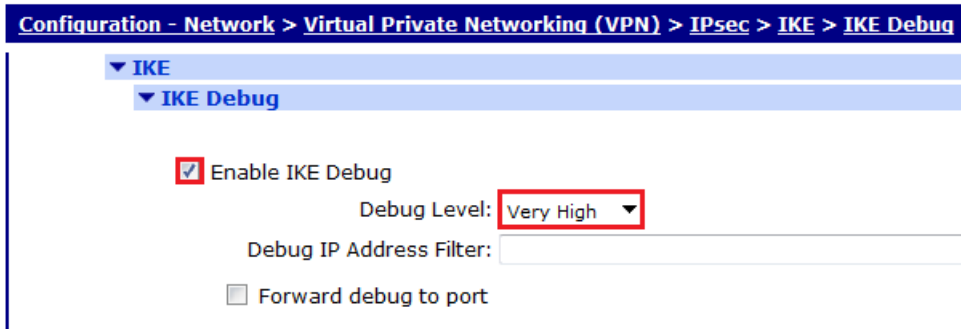 Configuration - Network > Virtual Private Networking (VPN) > IPsec > IKE > IKE Debug
IKE
IKE Debug
Enable IKE Debug
Debug Level: Very High
Debug IP Address Filter:
Forward debug to port